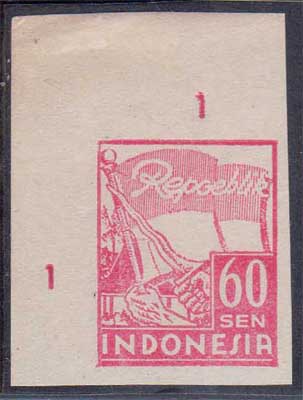 1
Repoeblik
1
60
SEN
INDONESIA